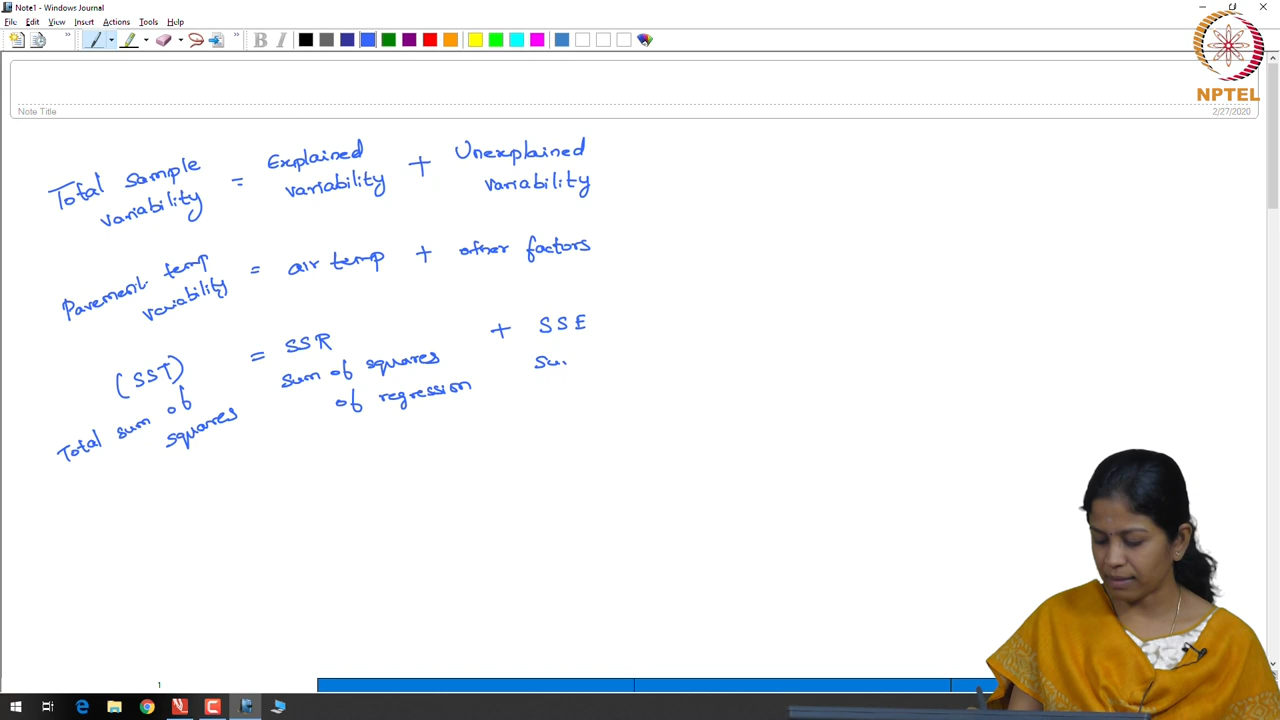 Note1 - Windows Journal
File Edit View Insert Actions Tools Help
NPTEL
Note Title
2/27/2020
Total sample variability = Explained variability + Unexplained variability
Pavement temp variability = air temp + other factors
(SST) = SSR + SSE
Total sum of squares
sum of squares of regression
su.
1